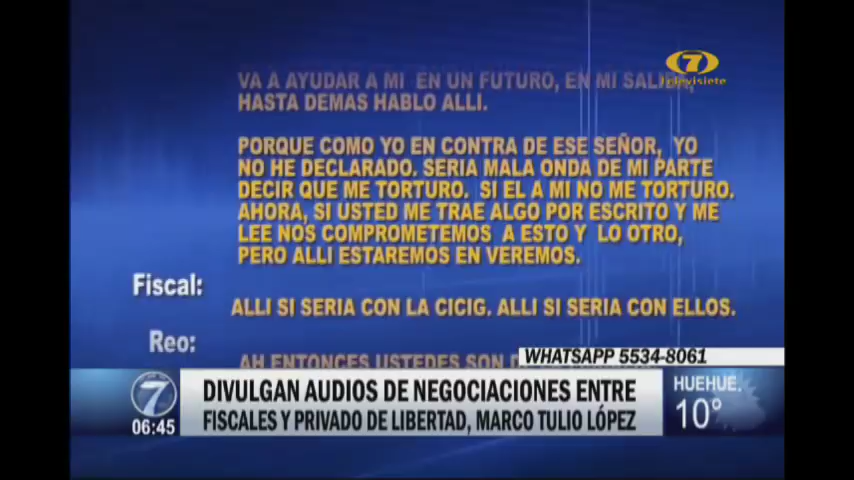 7
Televisiete
VA A AYUDAR A MI EN UN FUTURO, EN MI SALIDA,
HASTA DEMAS HABLO ALLI.
PORQUE COMO YO EN CONTRA DE ESE SEÑOR, YO
NO HE DECLARADO. SERIA MALA ONDA DE MI PARTE
DECIR QUE ME TORTURO. SI EL A MI NO ME TORTURO.
AHORA, SI USTED ME TRAE ALGO POR ESCRITO Y ME
LEE NOS COMPROMETEMOS A ESTO Y LO OTRO,
PERO ALLI ESTAREMOS EN VEREMOS.
Fiscal:
ALLI SI SERIA CON LA CICIG. ALLI SI SERIA CON ELLOS.
Reo:
AH ENTONCES USTEDES SON
WHATSAPP 5534-8061
7
06:45
DIVULGAN AUDIOS DE NEGOCIACIONES ENTRE
FISCALES Y PRIVADO DE LIBERTAD, MARCO TULIO LÓPEZ
HUEHUE.
10°